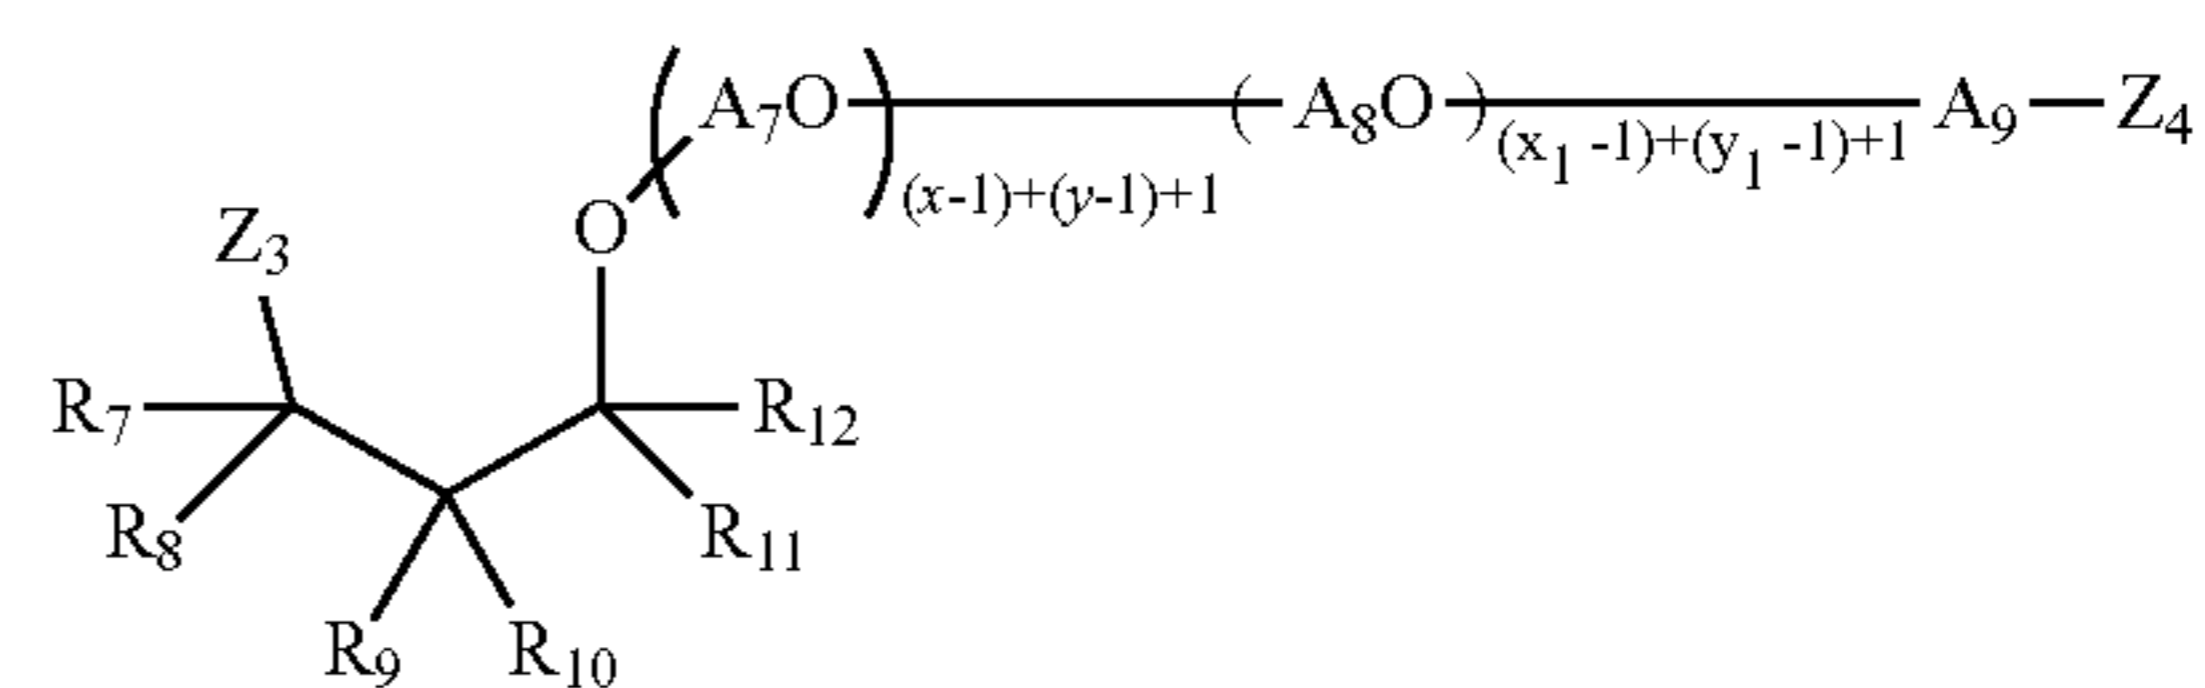 (A₇O)(x-1)+(y-1)+1 (A₈O)(x₁ -1)+(y₁ -1)+1 A₉—Z₄
O
Z₃
R₇ R₁₂
R₈ R₁₁
R₉ R₁₀